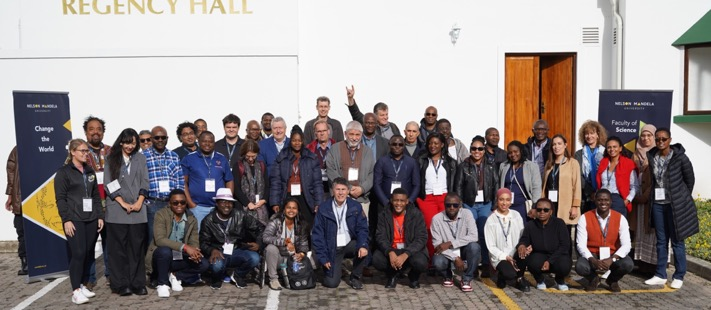 REGENCY HALL
NELSON MANDELA
UNIVERSITY
Change
the World
NELSON MANDELA
UNIVERSITY
Faculty of
Science